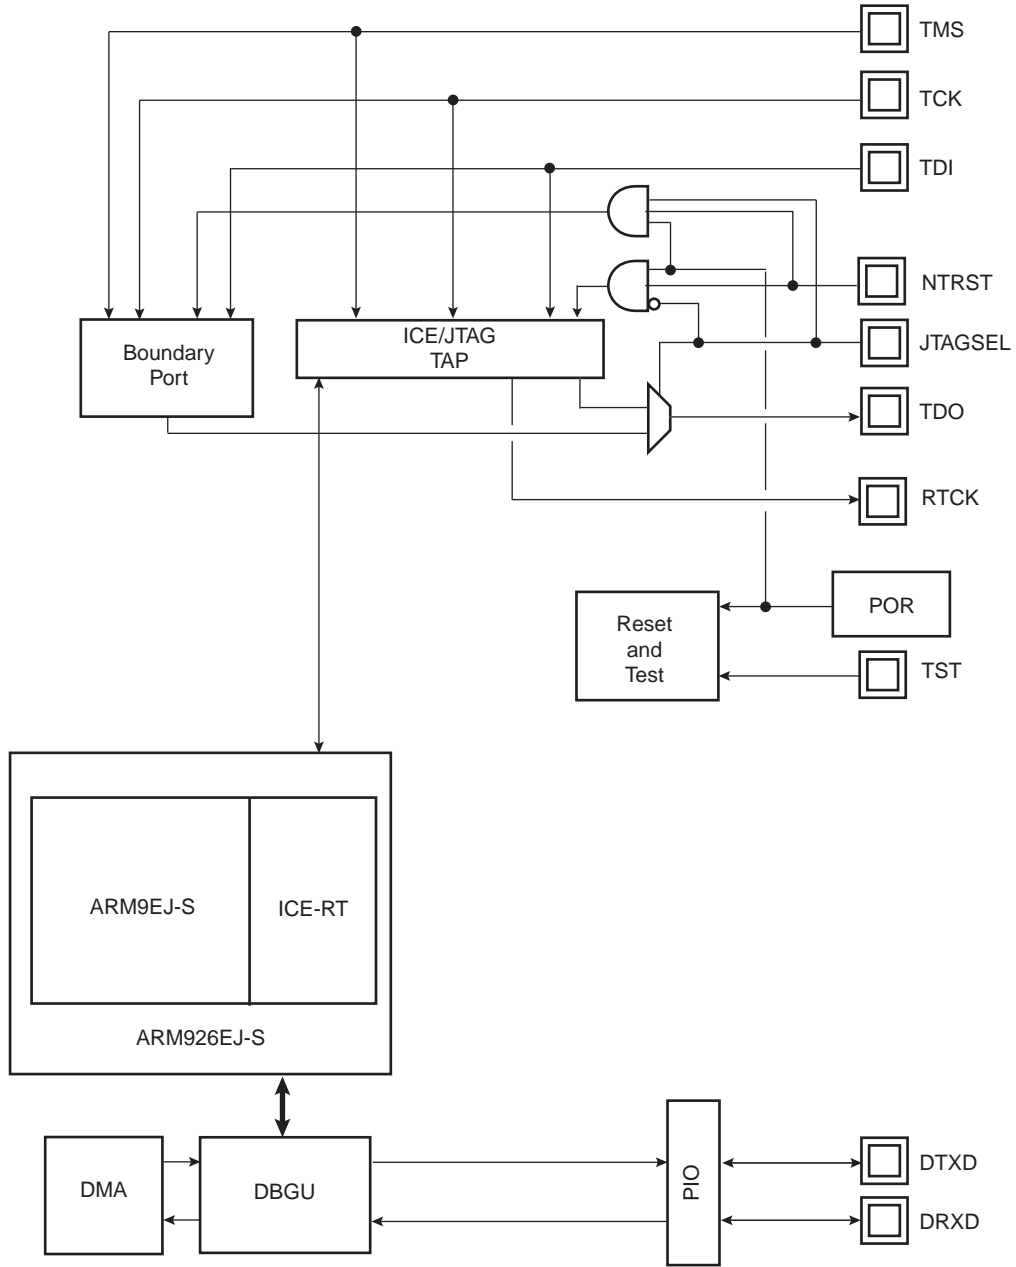 TMS
TCK
TDI
NTRST
Boundary
Port
ICE/JTAG
TAP
JTAGSEL
TDO
RTCK
POR
Reset
and
Test
TST
ARM9EJ-S
ICE-RT
ARM926EJ-S
DMA
DBGU
PIO
DTXD
DRXD